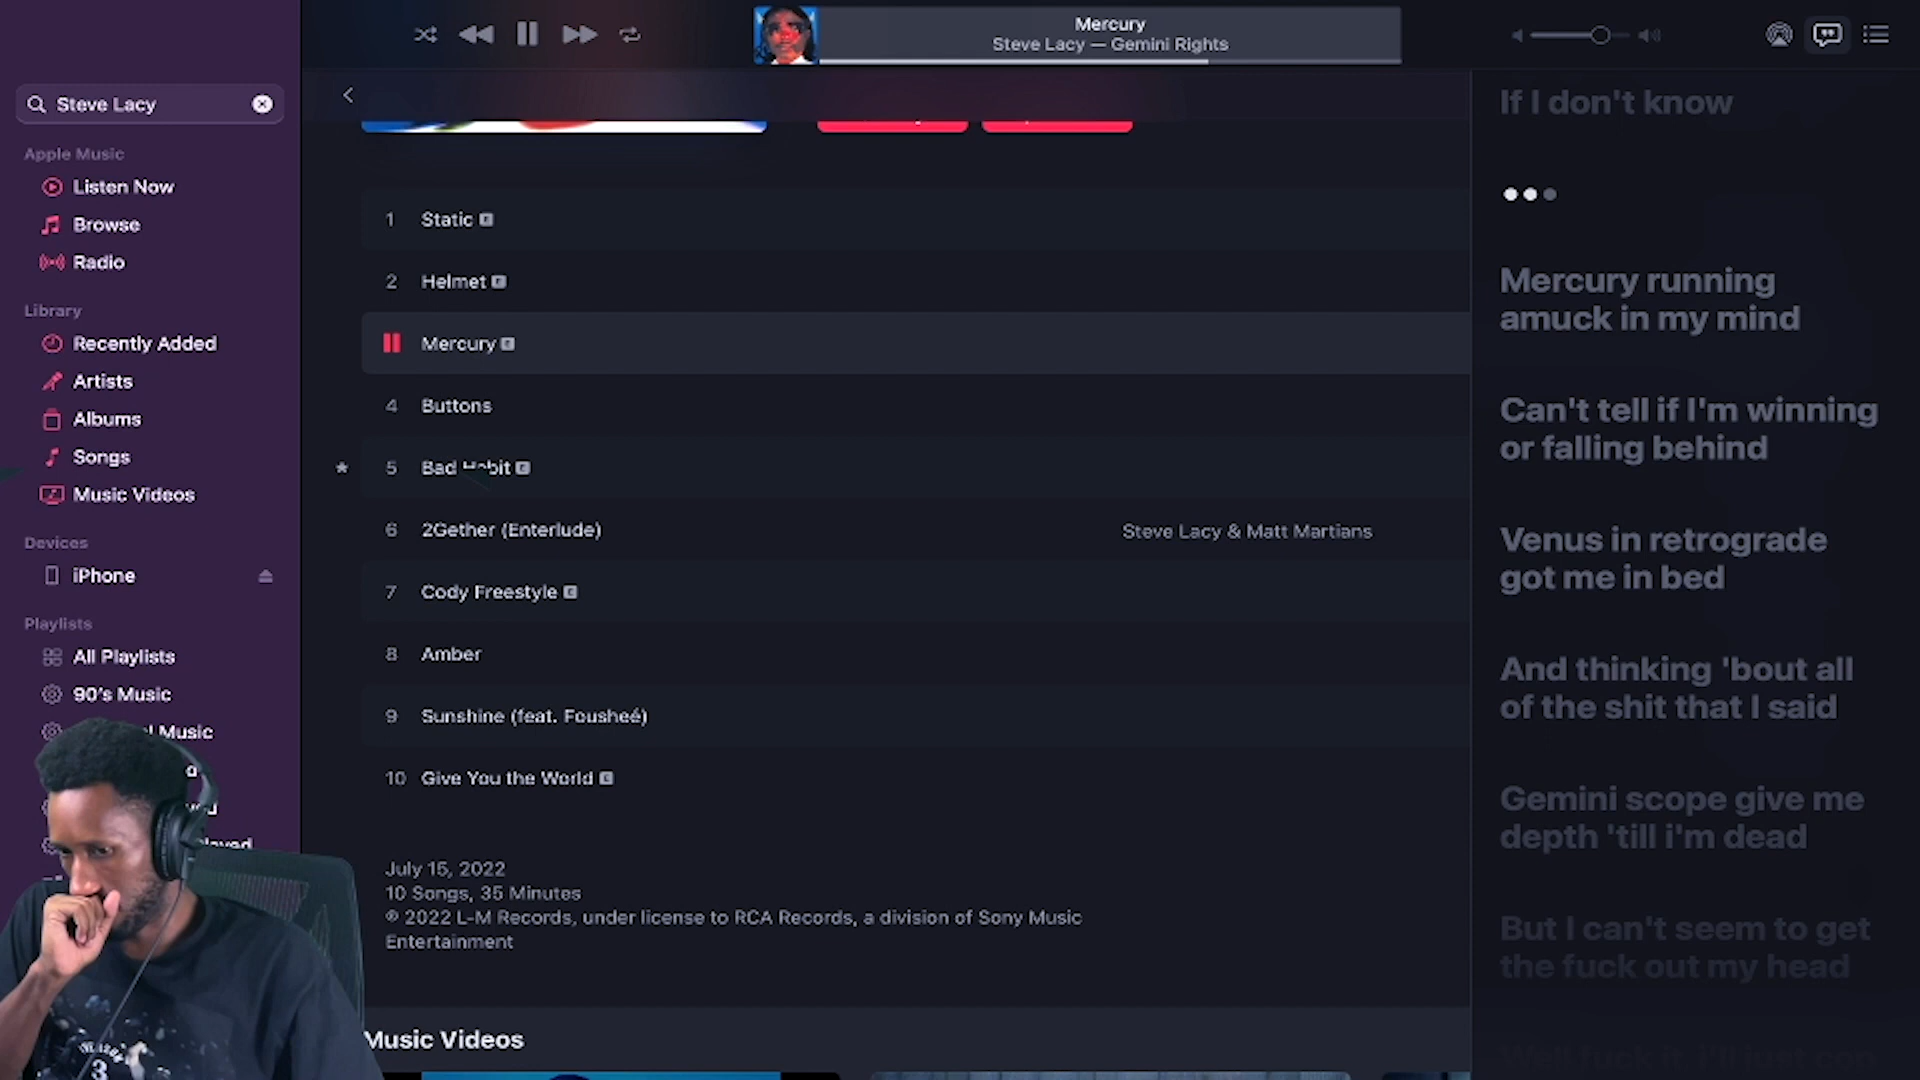 Mercury
Steve Lacy — Gemini Rights
Steve Lacy
Apple Music
Listen Now
Browse
Radio
Library
Recently Added
Artists
Albums
Songs
Music Videos
Devices
iPhone
Playlists
All Playlists
90's Music
Music
1 Static E
2 Helmet E
Mercury E
4 Buttons
* 5 Bad Habit E
6 2Gether (Enterlude) Steve Lacy & Matt Martians
7 Cody Freestyle E
8 Amber
9 Sunshine (feat. Fousheé)
10 Give You the World E
July 15, 2022
10 Songs, 35 Minutes
℗ 2022 L-M Records, under license to RCA Records, a division of Sony Music
Entertainment
Music Videos
If I don't know
Mercury running
amuck in my mind
Can't tell if I'm winning
or falling behind
Venus in retrograde
got me in bed
And thinking 'bout all
of the shit that I said
Gemini scope give me
depth 'till i'm dead
But I can't seem to get
the fuck out my head
3